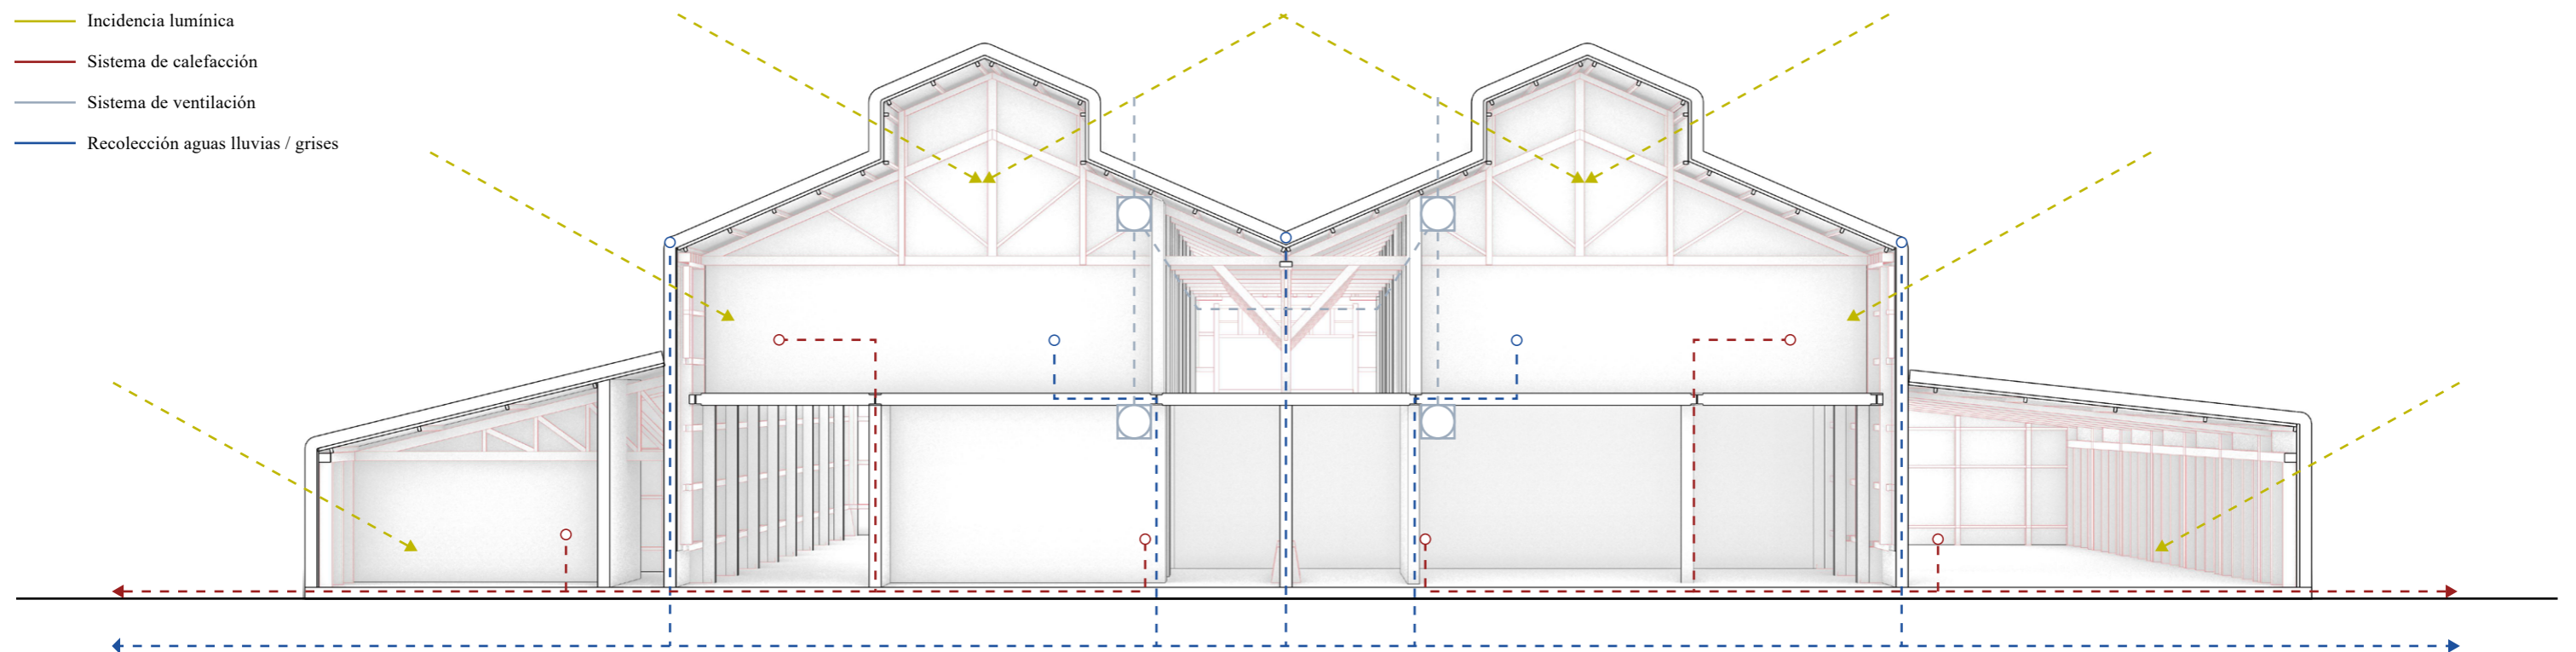 Incidencia lumínica
Sistema de calefacción
Sistema de ventilación
Recolección aguas lluvias / grises